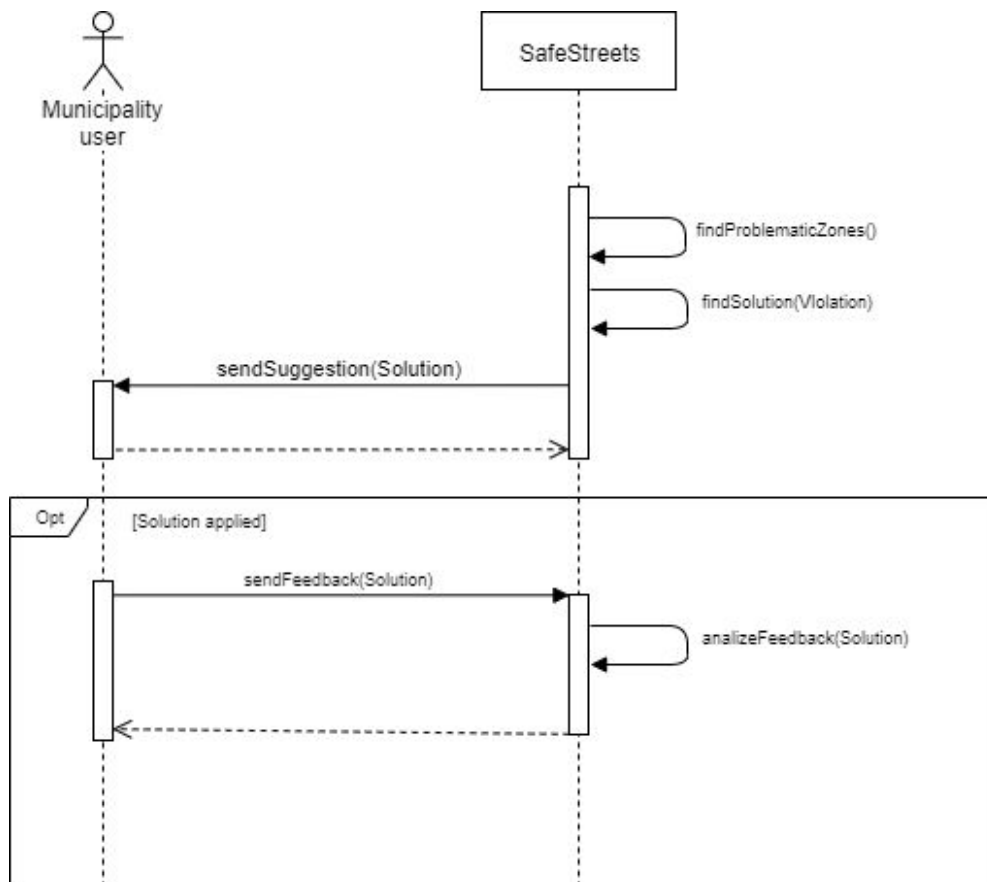 Municipality
user
SafeStreets
findProblematicZones()
findSolution(VIolation)
sendSuggestion(Solution)
Opt
[Solution applied]
sendFeedback(Solution)
analizeFeedback(Solution)